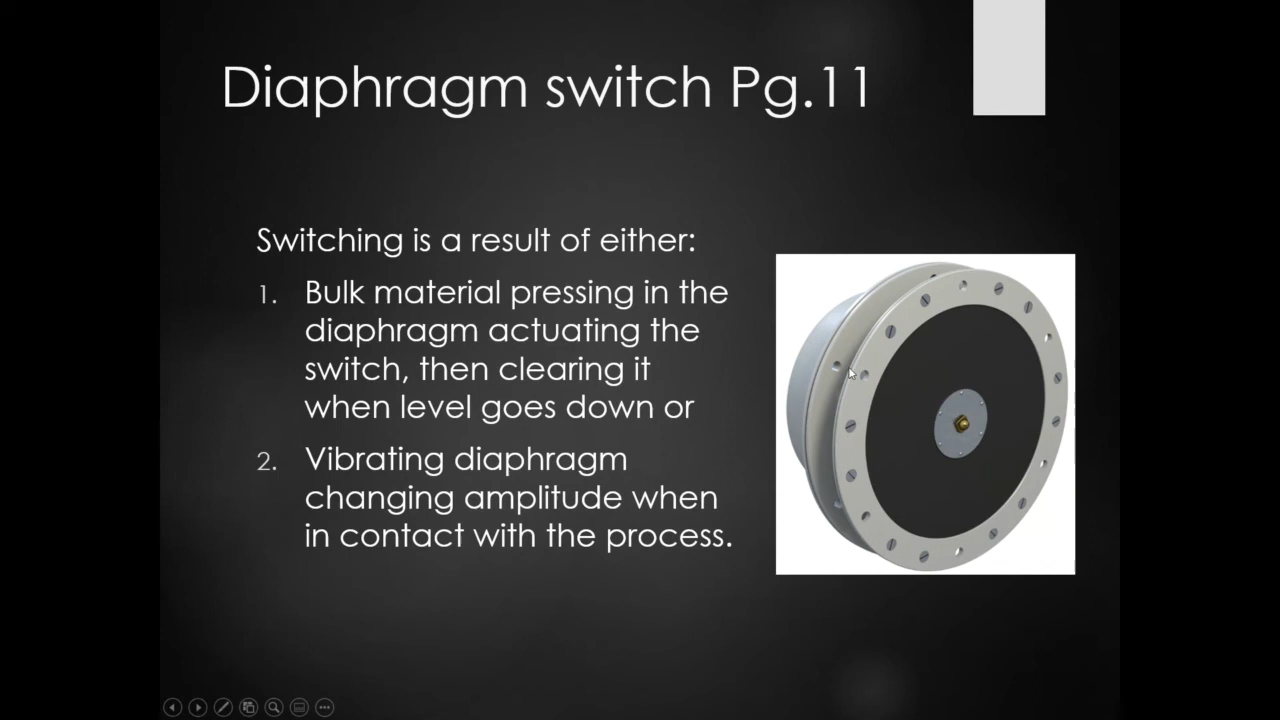 Diaphragm switch Pg.11
Switching is a result of either:
1. Bulk material pressing in the
diaphragm actuating the
switch, then clearing it
when level goes down or
2. Vibrating diaphragm
changing amplitude when
in contact with the process.